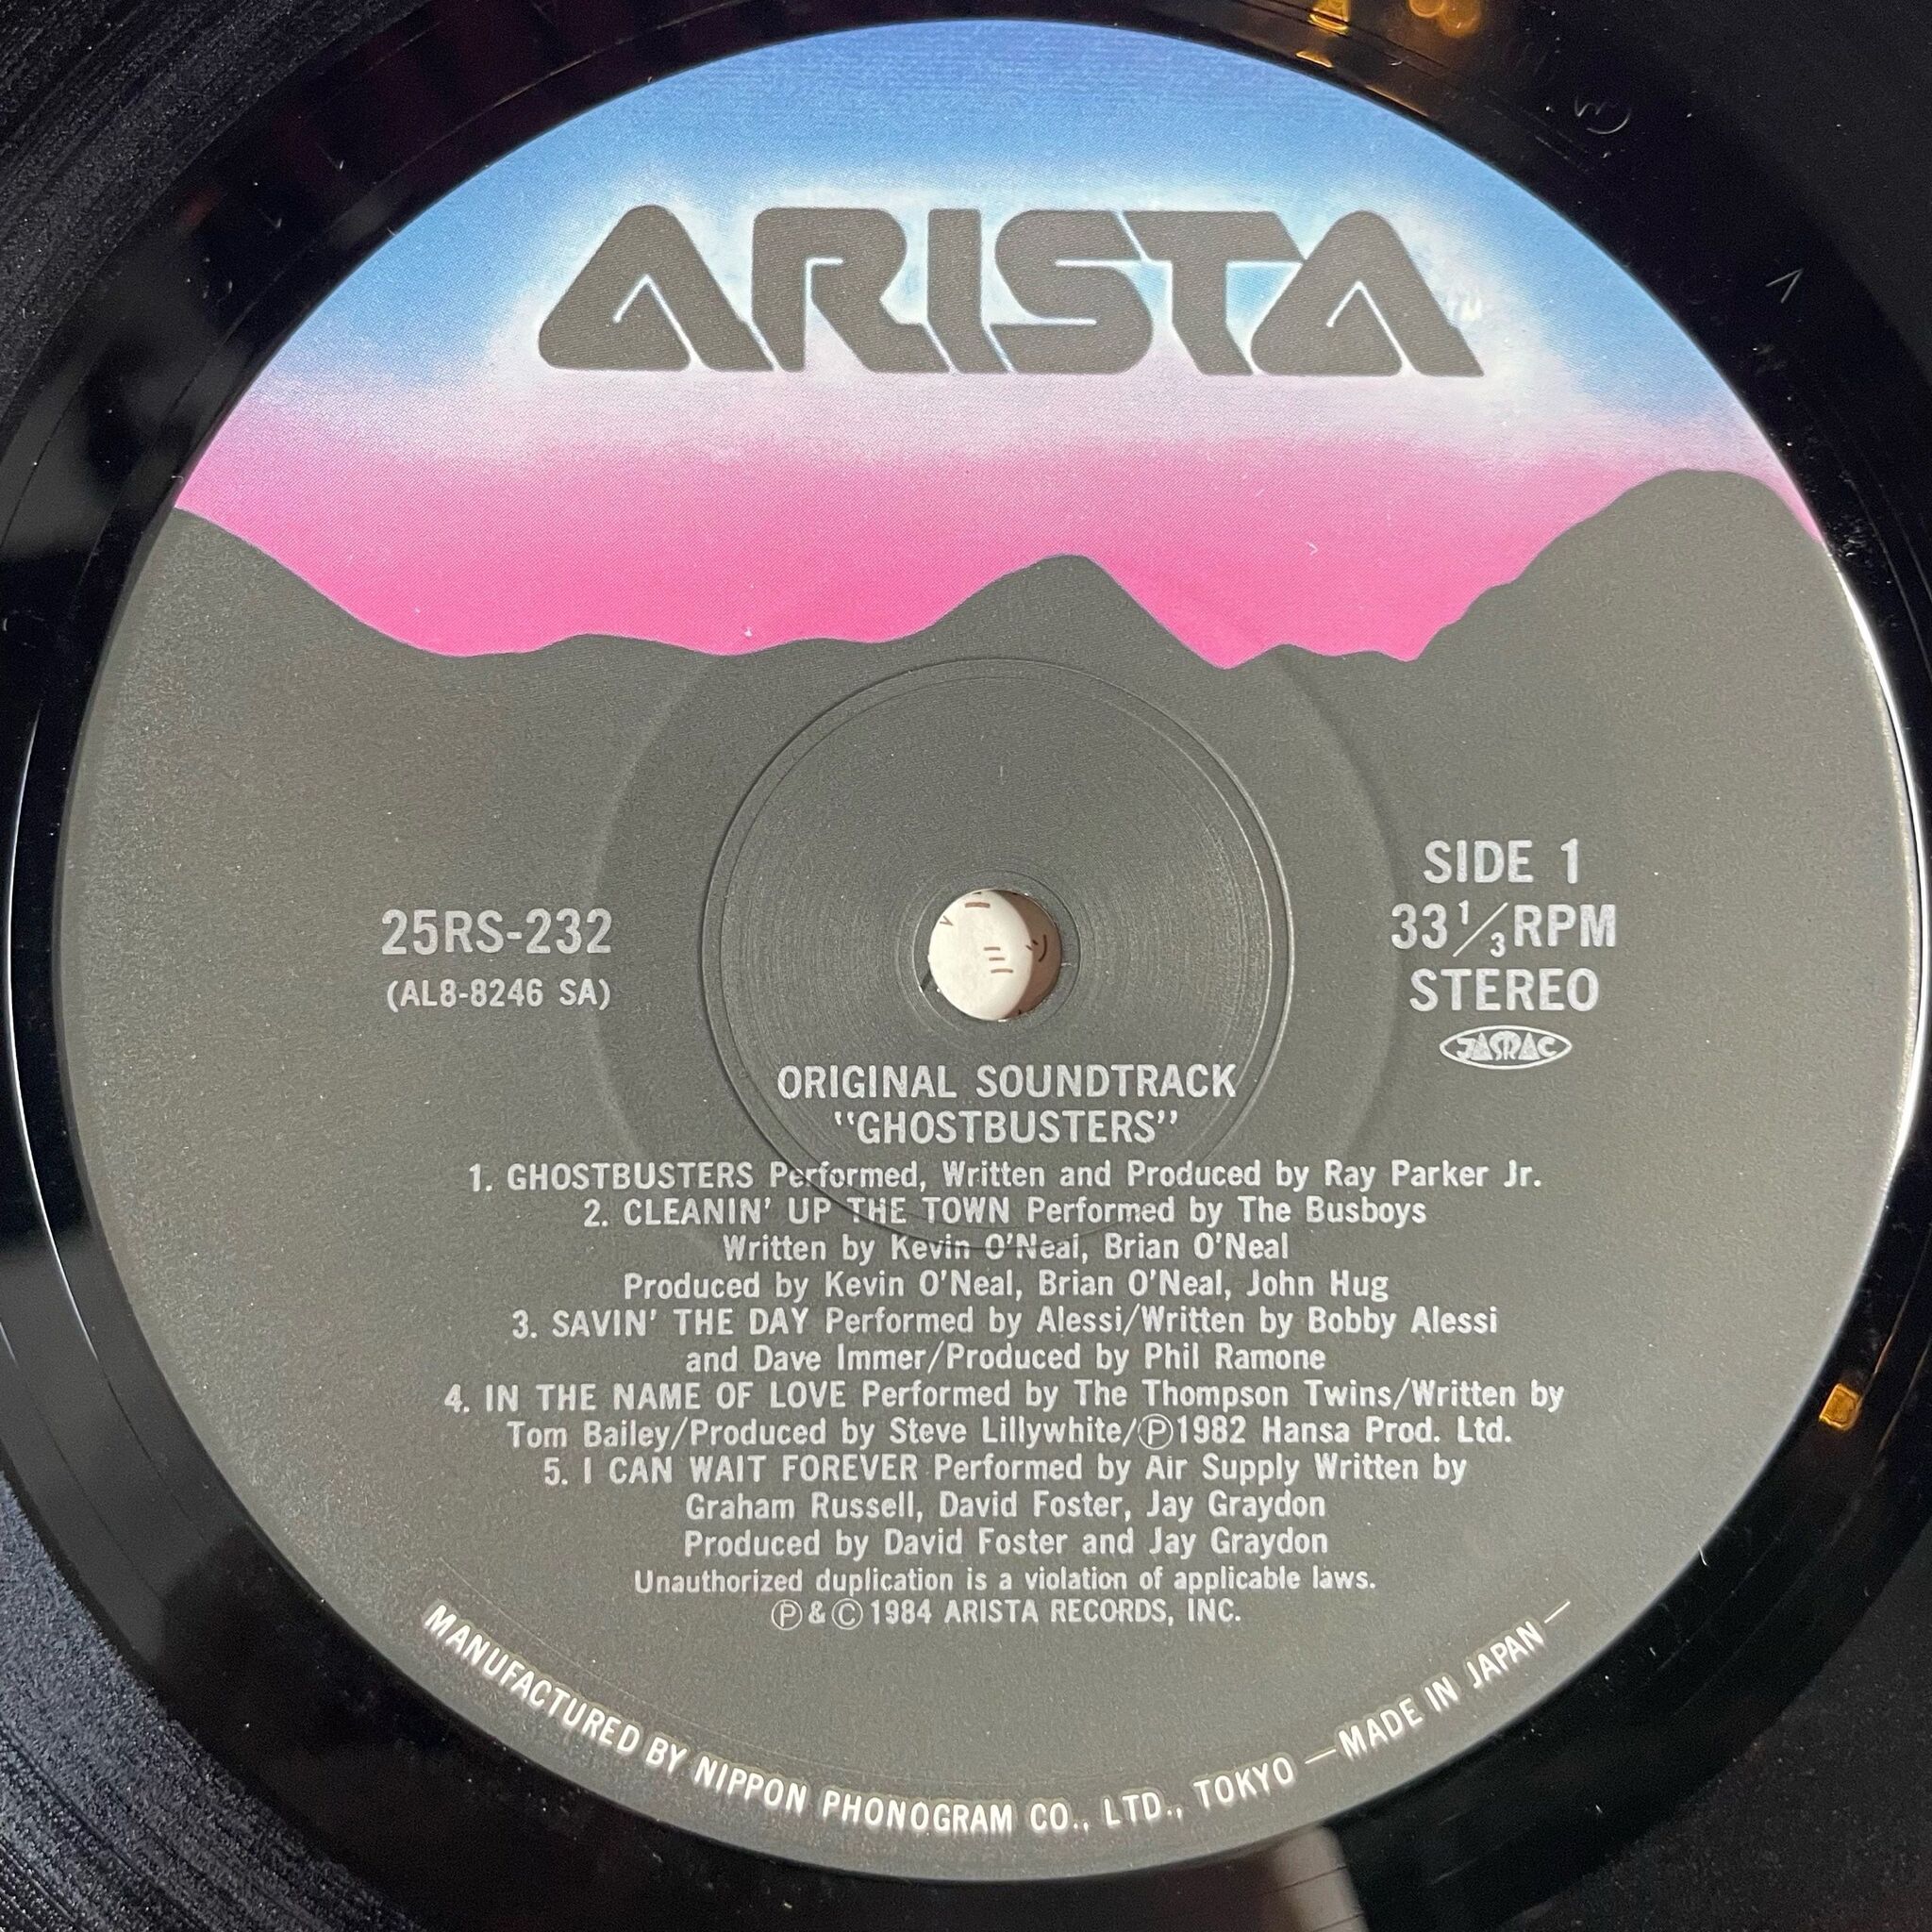 ARISTA
SIDE 1
25RS-232
33 1/3 RPM
(AL8-8246 SA)
STEREO
JASRAC
ORIGINAL SOUNDTRACK
"GHOSTBUSTERS"
1. GHOSTBUSTERS Performed, Written and Produced by Ray Parker Jr.
2. CLEANIN' UP THE TOWN Performed by The Busboys
Written by Kevin O'Neal, Brian O'Neal
Produced by Kevin O'Neal, Brian O'Neal, John Hug
3. SAVIN' THE DAY Performed by Alessi/Written by Bobby Alessi
and Dave Immer/Produced by Phil Ramone
4. IN THE NAME OF LOVE Performed by The Thompson Twins/Written by
Tom Bailey/Produced by Steve Lillywhite/Ⓟ1982 Hansa Prod. Ltd.
5. I CAN WAIT FOREVER Performed by Air Supply Written by
Graham Russell, David Foster, Jay Graydon
Produced by David Foster and Jay Graydon
Unauthorized duplication is a violation of applicable laws.
Ⓟ&Ⓒ1984 ARISTA RECORDS, INC.
MANUFACTURED BY NIPPON PHONOGRAM CO., LTD., TOKYO —MADE IN JAPAN—